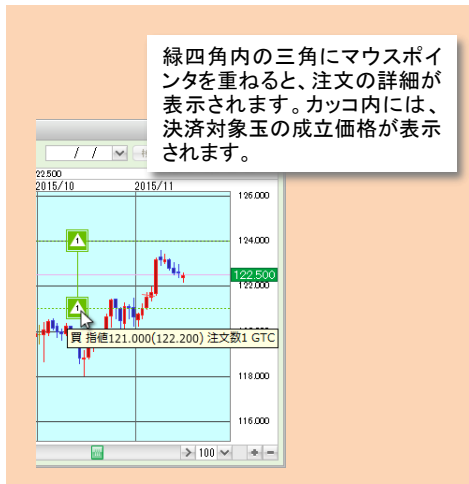 緑四角内の三角にマウスポイ
ンタを重ねると、注文の詳細が
表示されます。カッコ内には、
決済対象玉の成立価格が表示
されます。
/ /
22.500
2015/10 2015/11
126.000
124.000
1
122.500
122.000
1
買 指値121.000(122.200) 注文数1 GTC
118.000
116.000
100